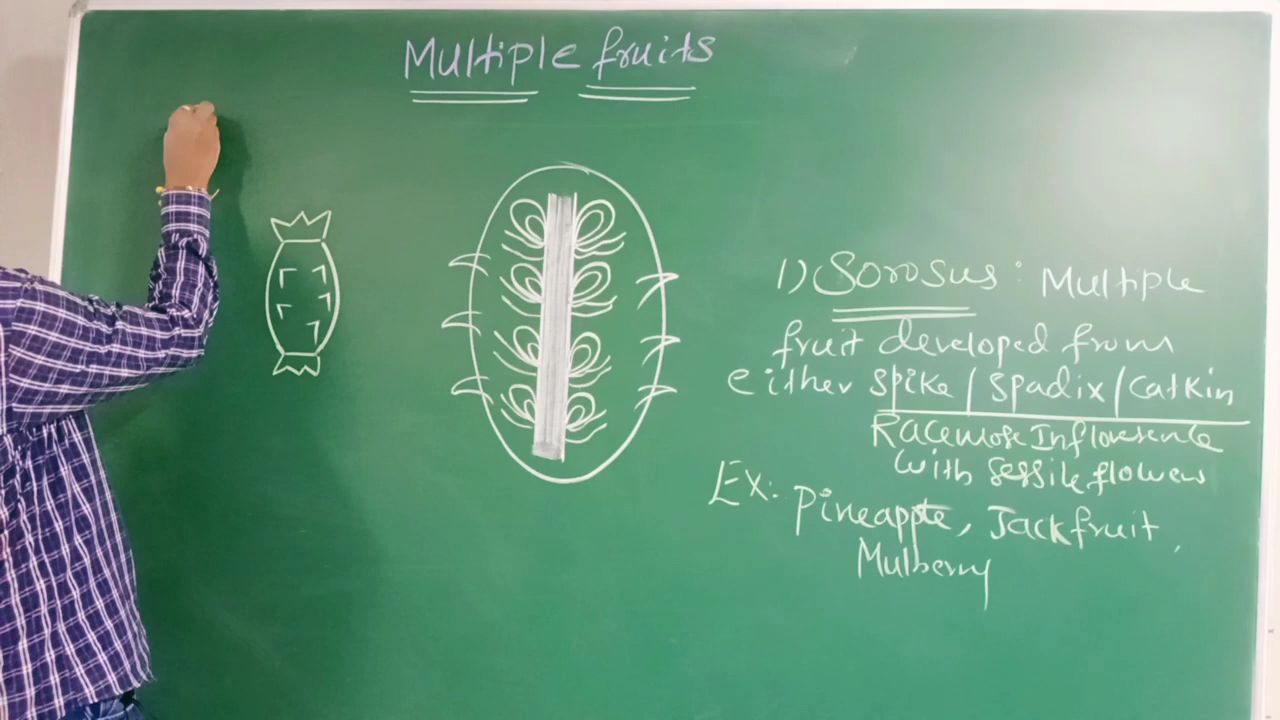 Multiple fruits
1) Sorosus: Multiple
fruit developed from
either spike / spadix / catkin
Racemose Infloresence
with sessile flowers
Ex: Pineapple, Jackfruit,
Mulberry